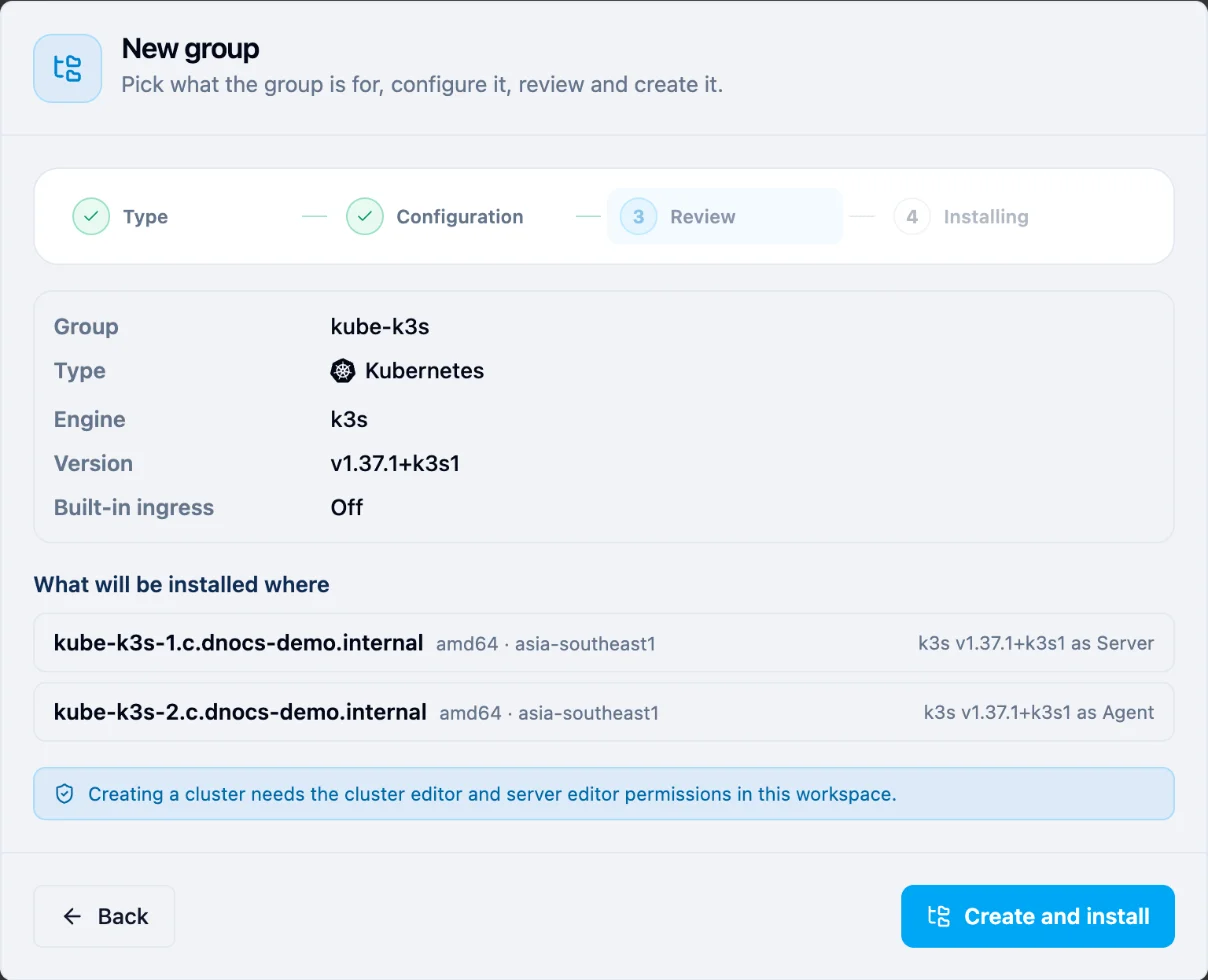 New group
Pick what the group is for, configure it, review and create it.
Type
Configuration
3 Review
4 Installing
Group kube-k3s
Type Kubernetes
Engine k3s
Version v1.37.1+k3s1
Built-in ingress Off
What will be installed where
kube-k3s-1.c.dnocs-demo.internal amd64 · asia-southeast1 k3s v1.37.1+k3s1 as Server
kube-k3s-2.c.dnocs-demo.internal amd64 · asia-southeast1 k3s v1.37.1+k3s1 as Agent
Creating a cluster needs the cluster editor and server editor permissions in this workspace.
Back
Create and install